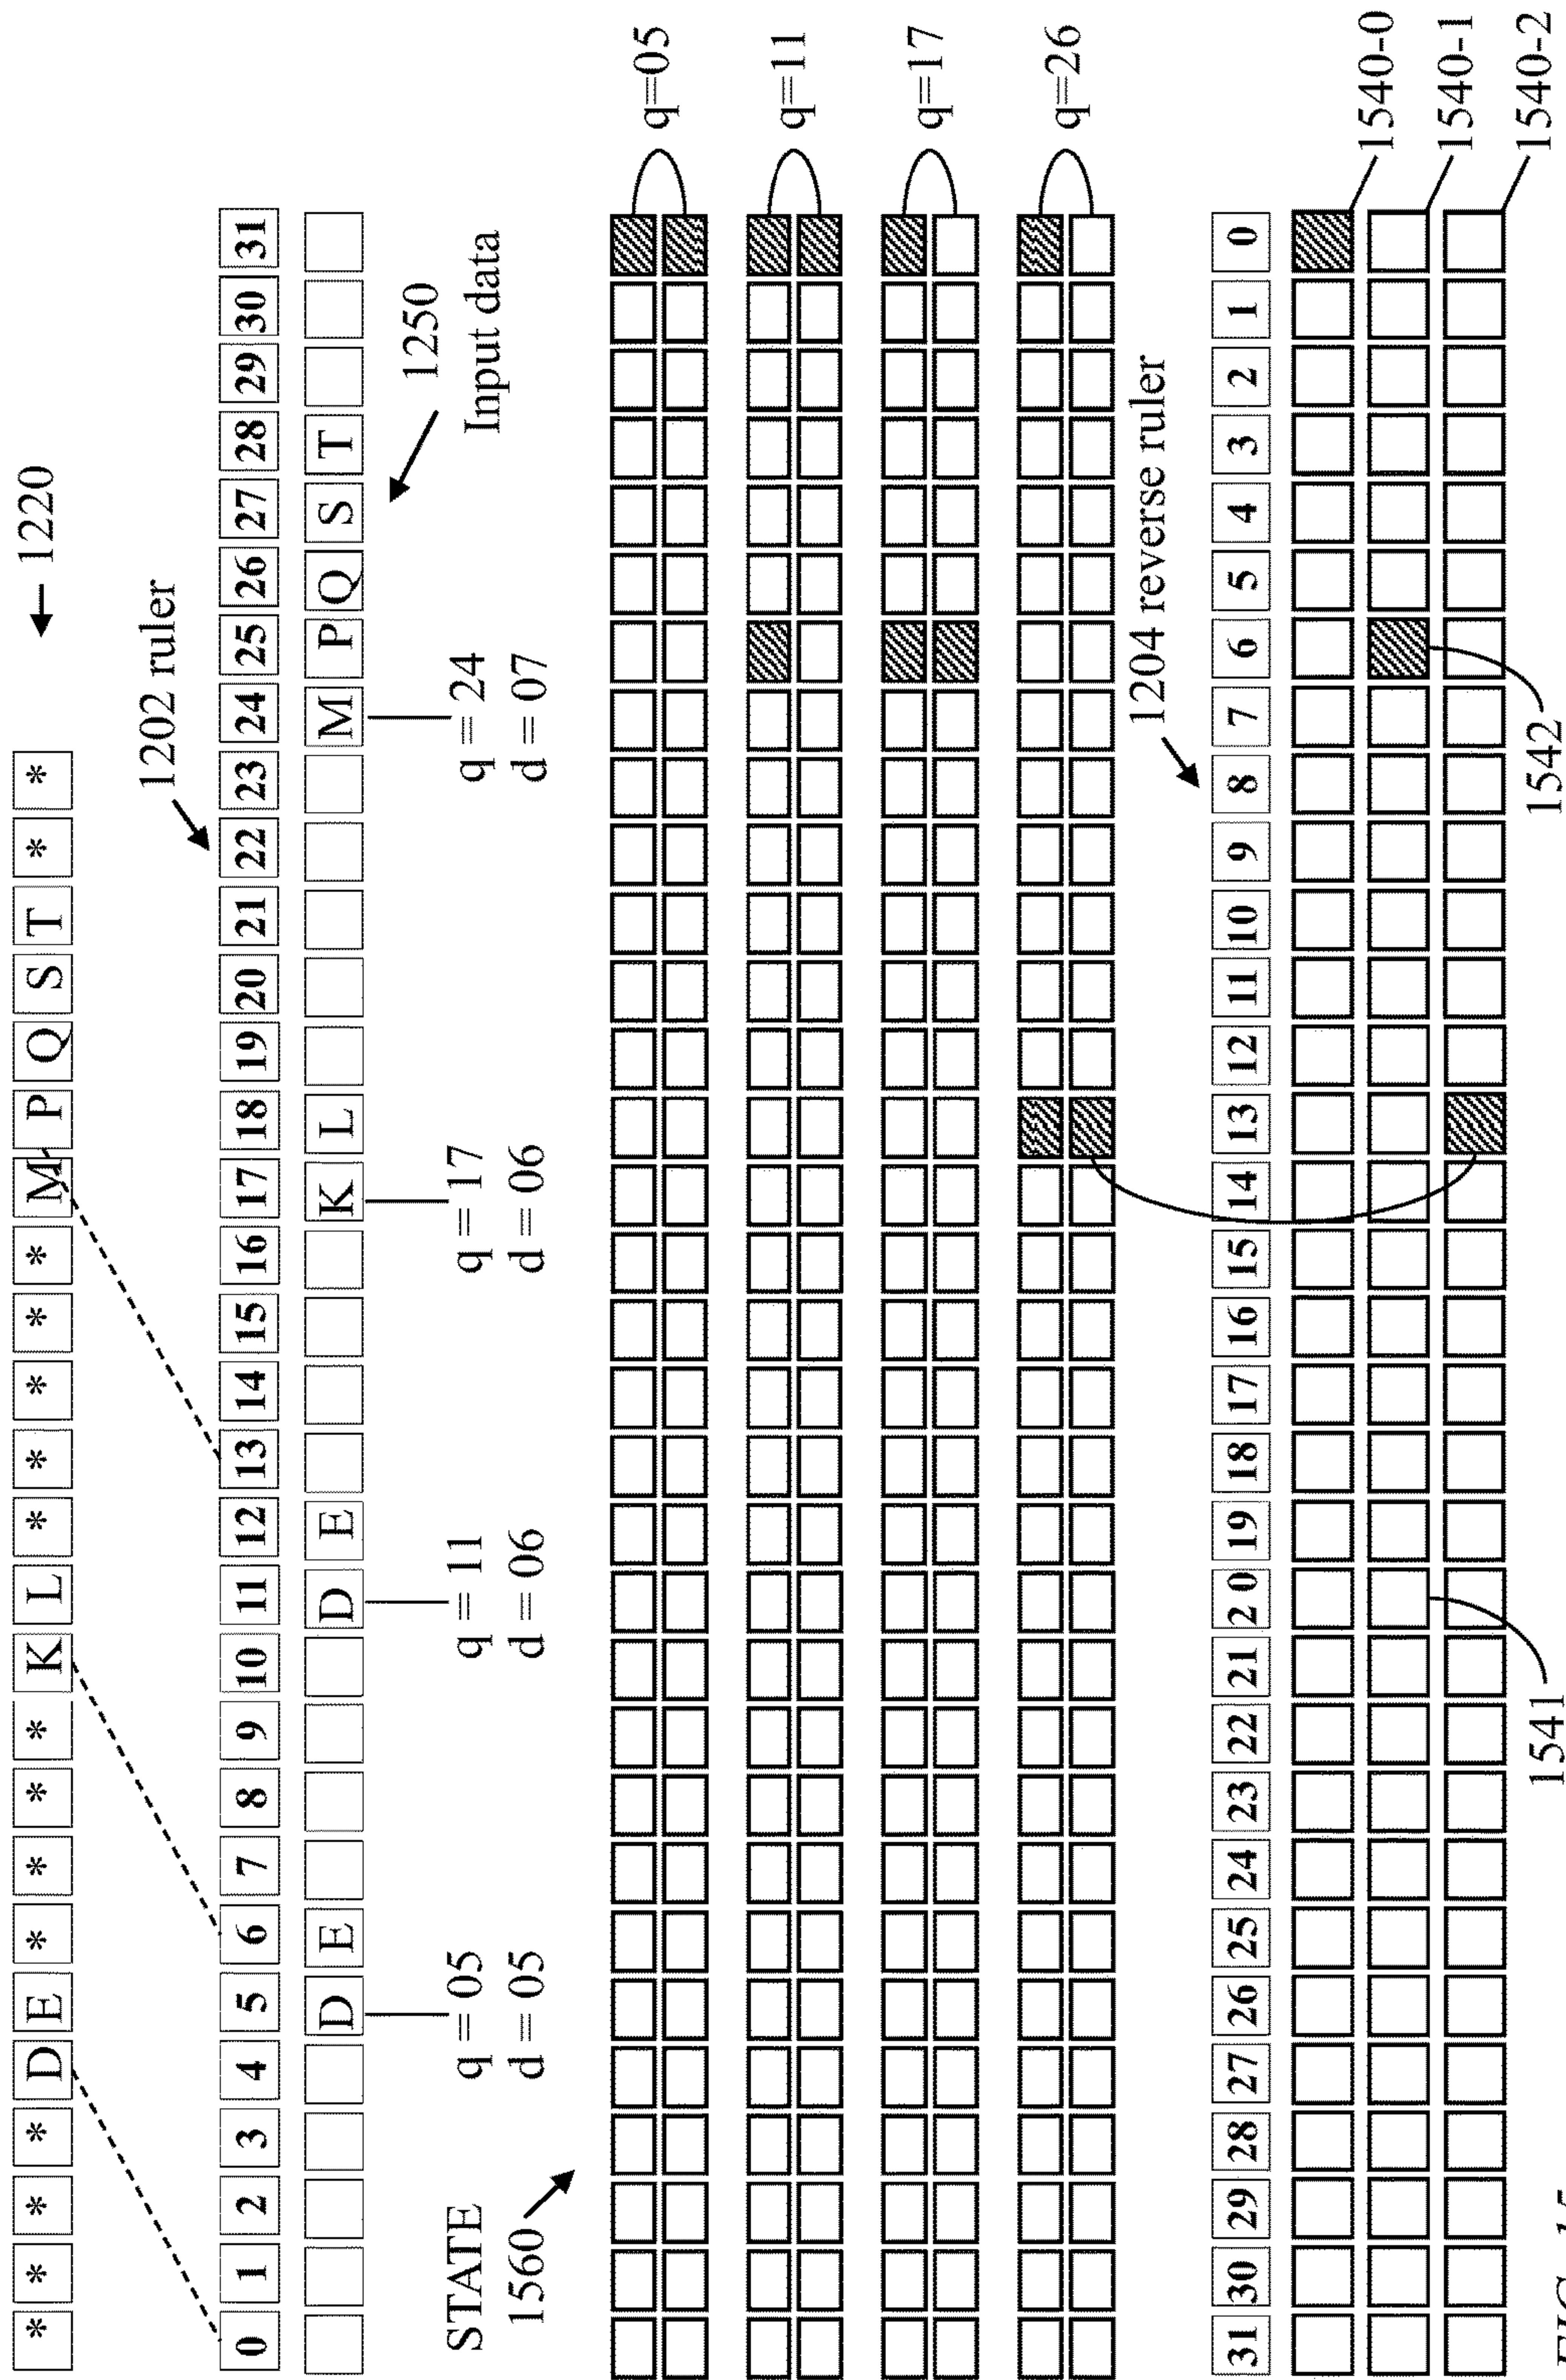 * * * * D E * * * * K L * * * * * M P Q S T * * 1220
1202 ruler
0 1 2 3 4 5 6 7 8 9 10 11 12 13 14 15 16 17 18 19 20 21 22 23 24 25 26 27 28 29 30 31
D E D E K L M P Q S T
1250
Input data
q = 05 q = 11 q = 17 q = 24
d = 05 d = 06 d = 06 d = 07
STATE
1560
q=05
q=11
q=17
q=26
1204 reverse ruler
31 30 29 28 27 26 25 24 23 22 21 2 0 19 18 17 16 15 14 13 12 11 10 9 8 7 6 5 4 3 2 1 0
1540-0
1540-1
1540-2
1541 1542
FIG. 15